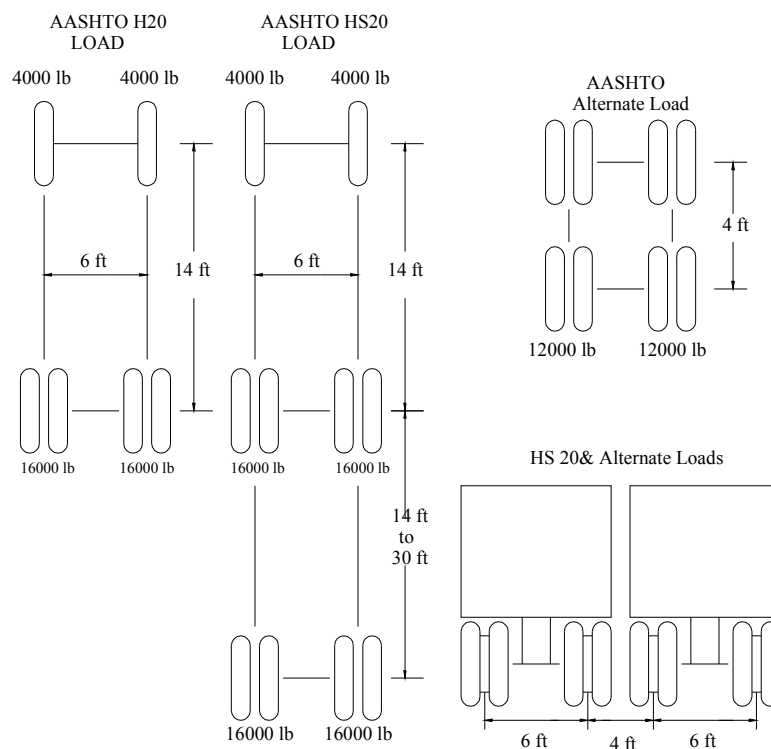 AASHTO H20
LOAD
4000 lb
4000 lb
6 ft
14 ft
16000 lb
16000 lb
AASHTO HS20
LOAD
4000 lb
4000 lb
6 ft
14 ft
16000 lb
16000 lb
14 ft
to
30 ft
16000 lb
16000 lb
AASHTO
Alternate Load
4 ft
12000 lb
12000 lb
HS 20& Alternate Loads
6 ft
4 ft
6 ft